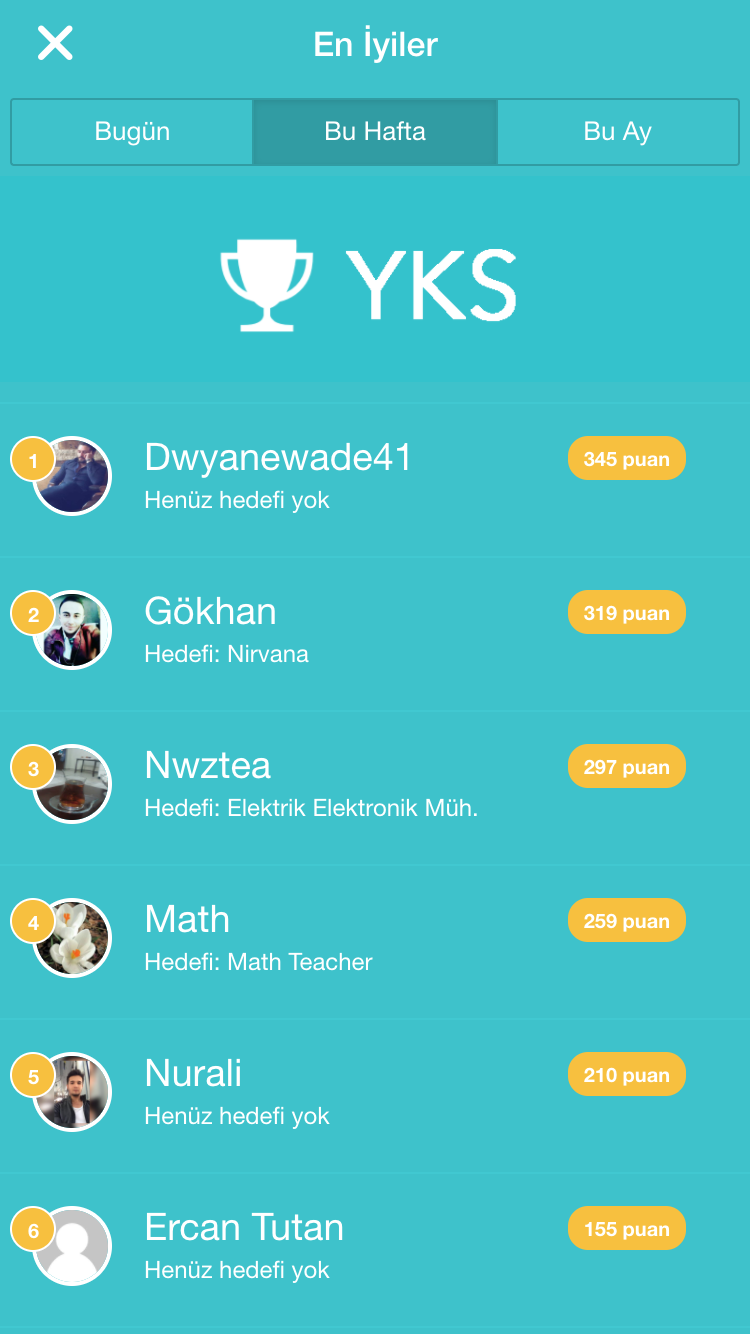 En İyiler
Bugün
Bu Hafta
Bu Ay
YKS
1
Dwyanewade41
345 puan
Henüz hedefi yok
2
Gökhan
319 puan
Hedefi: Nirvana
3
Nwztea
297 puan
Hedefi: Elektrik Elektronik Müh.
4
Math
259 puan
Hedefi: Math Teacher
5
Nurali
210 puan
Henüz hedefi yok
6
Ercan Tutan
155 puan
Henüz hedefi yok